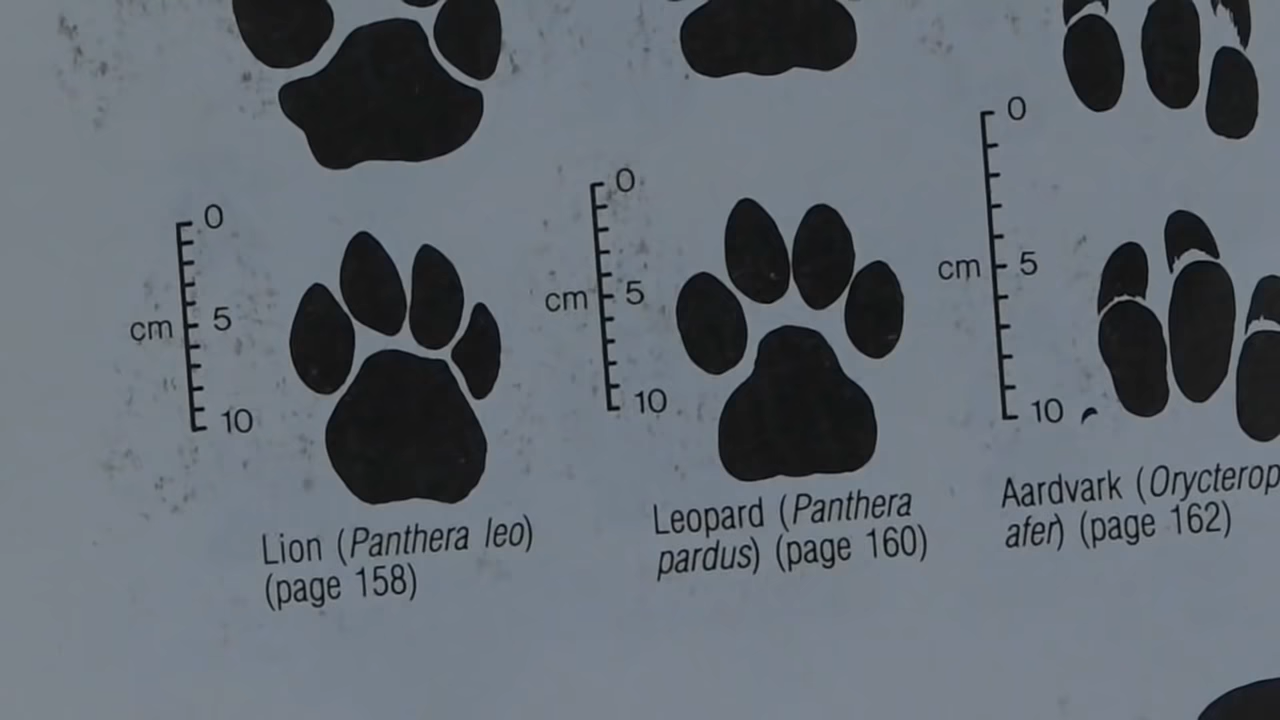 0
cm
5
10
Lion (Panthera leo)
(page 158)
0
cm
5
10
Leopard (Panthera
pardus) (page 160)
0
cm
5
10
Aardvark (
afer) (page 162)